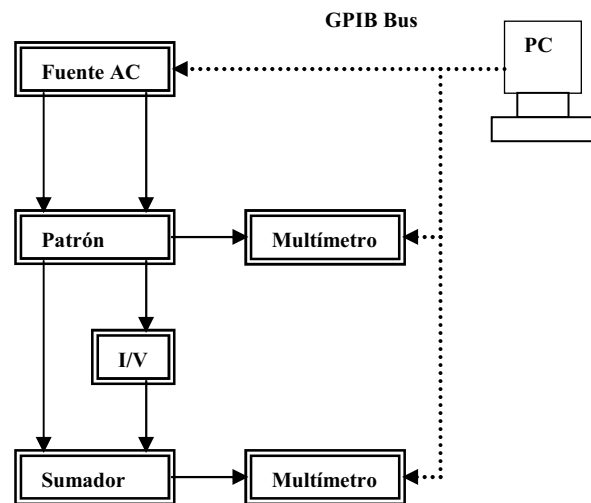 GPIB Bus
PC
Fuente AC
Patrón
Multímetro
I/V
Sumador
Multímetro